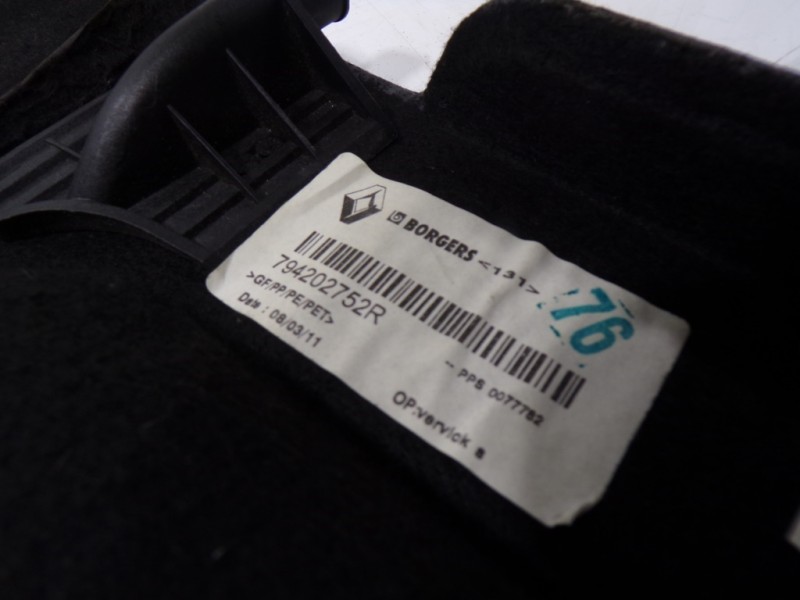 BORGERS <131>
76
794202752R
>GF/PP/PE/PET>
Date : 08/03/11
-- PPS 0077782
OP:vervick s